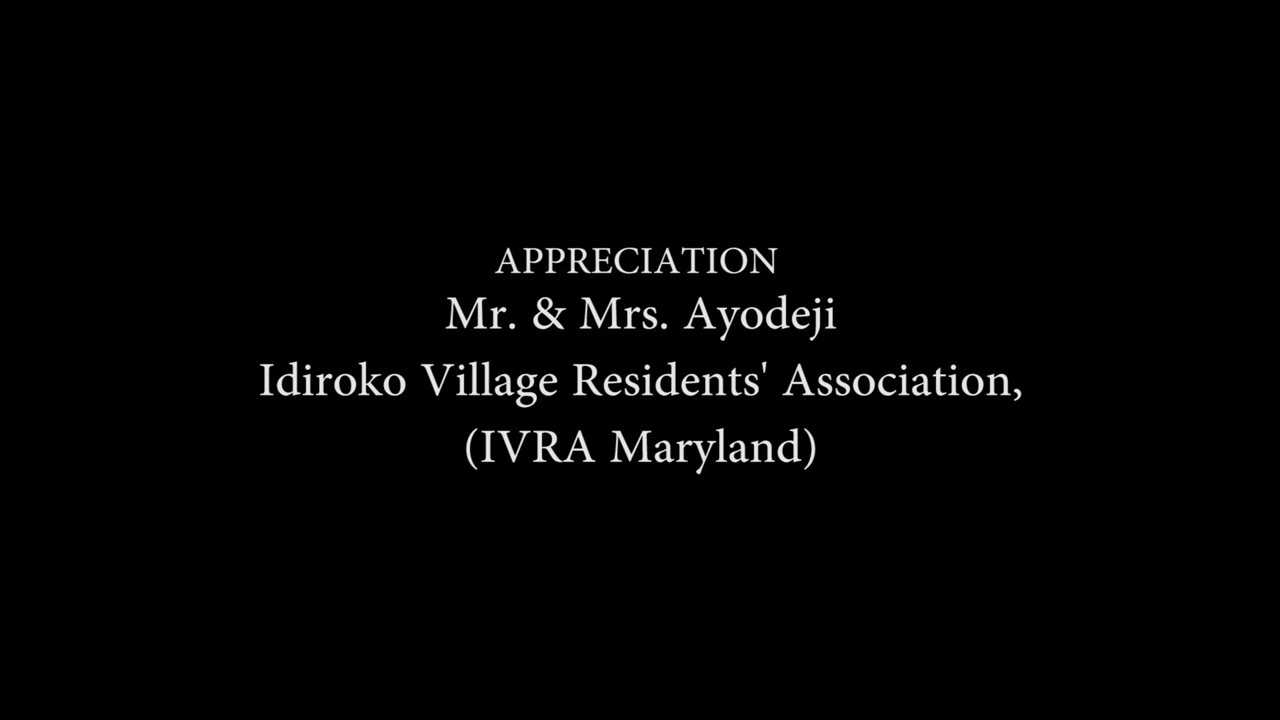 APPRECIATION
Mr. & Mrs. Ayodeji
Idiroko Village Residents' Association,
(IVRA Maryland)